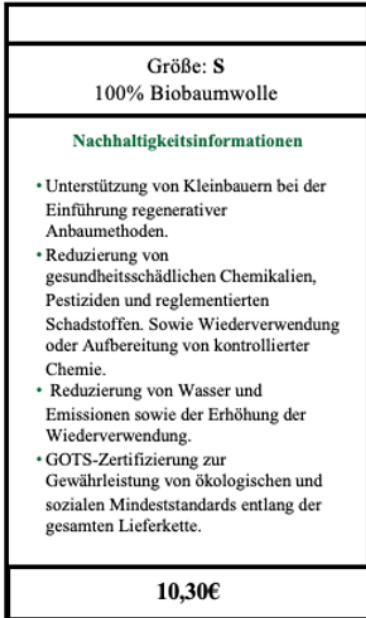 Größe: S
100% Biobaumwolle
Nachhaltigkeitsinformationen
• Unterstützung von Kleinbauern bei der
Einführung regenerativer
Anbaumethoden.
• Reduzierung von
gesundheitsschädlichen Chemikalien,
Pestiziden und reglementierten
Schadstoffen. Sowie Wiederverwendung
oder Aufbereitung von kontrollierter
Chemie.
• Reduzierung von Wasser und
Emissionen sowie der Erhöhung der
Wiederverwendung.
• GOTS-Zertifizierung zur
Gewährleistung von ökologischen und
sozialen Mindeststandards entlang der
gesamten Lieferkette.
10,30€